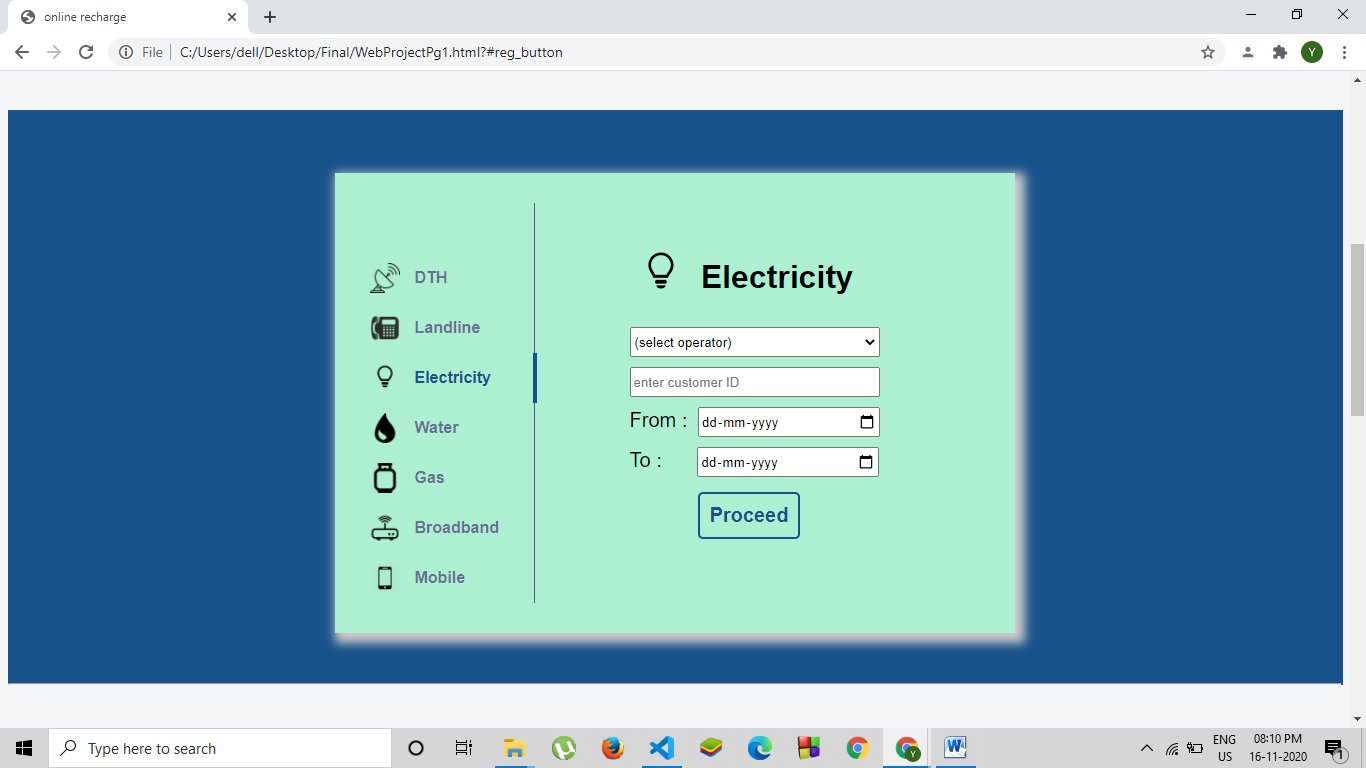 online recharge
File
C:/Users/dell/Desktop/Final/WebProjectPg1.html?#reg_button
Y
DTH
Landline
Electricity
Water
Gas
Broadband
Mobile
Electricity
(select operator)
enter customer ID
From :
dd-mm-yyyy
To :
dd-mm-yyyy
Proceed
Type here to search
Y
W
ENG
US
08:10 PM
16-11-2020
1